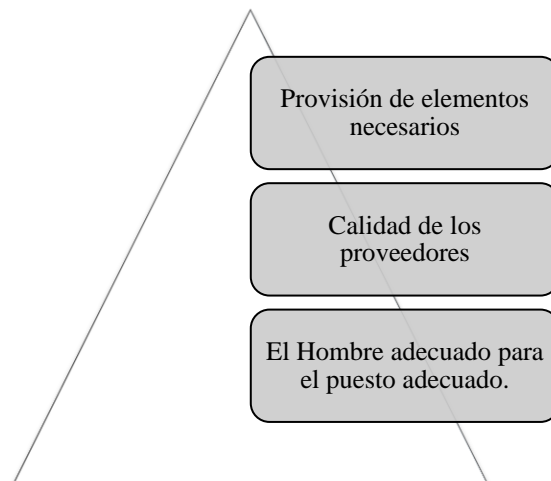 Provisión de elementos
necesarios
Calidad de los
proveedores
El Hombre adecuado para
el puesto adecuado.